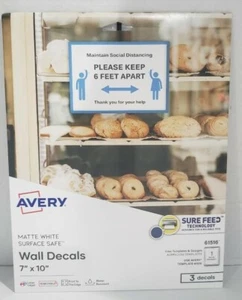 Maintain Social Distancing
PLEASE KEEP
6 FEET APART
Thank you for your help
AVERY
SURE FEED
TECHNOLOGY
MATTE WHITE
SURFACE SAFE
Wall Decals
7" x 10"
61516
3 decals